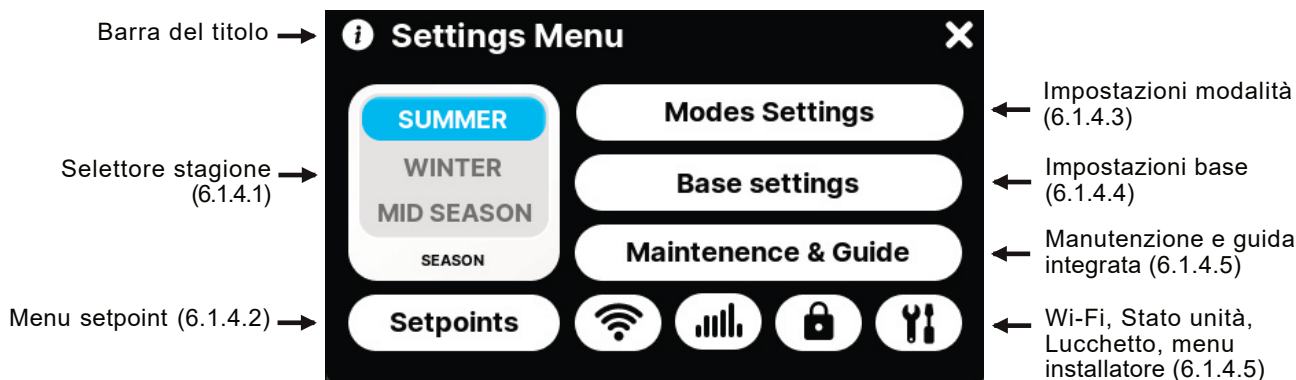 Barra del titolo
Settings Menu
Selettore stagione
(6.1.4.1)
SUMMER
WINTER
MID SEASON
SEASON
Menu setpoint (6.1.4.2)
Setpoints
Modes Settings
Base settings
Maintenence & Guide
Impostazioni modalità
(6.1.4.3)
Impostazioni base
(6.1.4.4)
Manutenzione e guida
integrata (6.1.4.5)
Wi-Fi, Stato unità,
Lucchetto, menu
installatore (6.1.4.5)